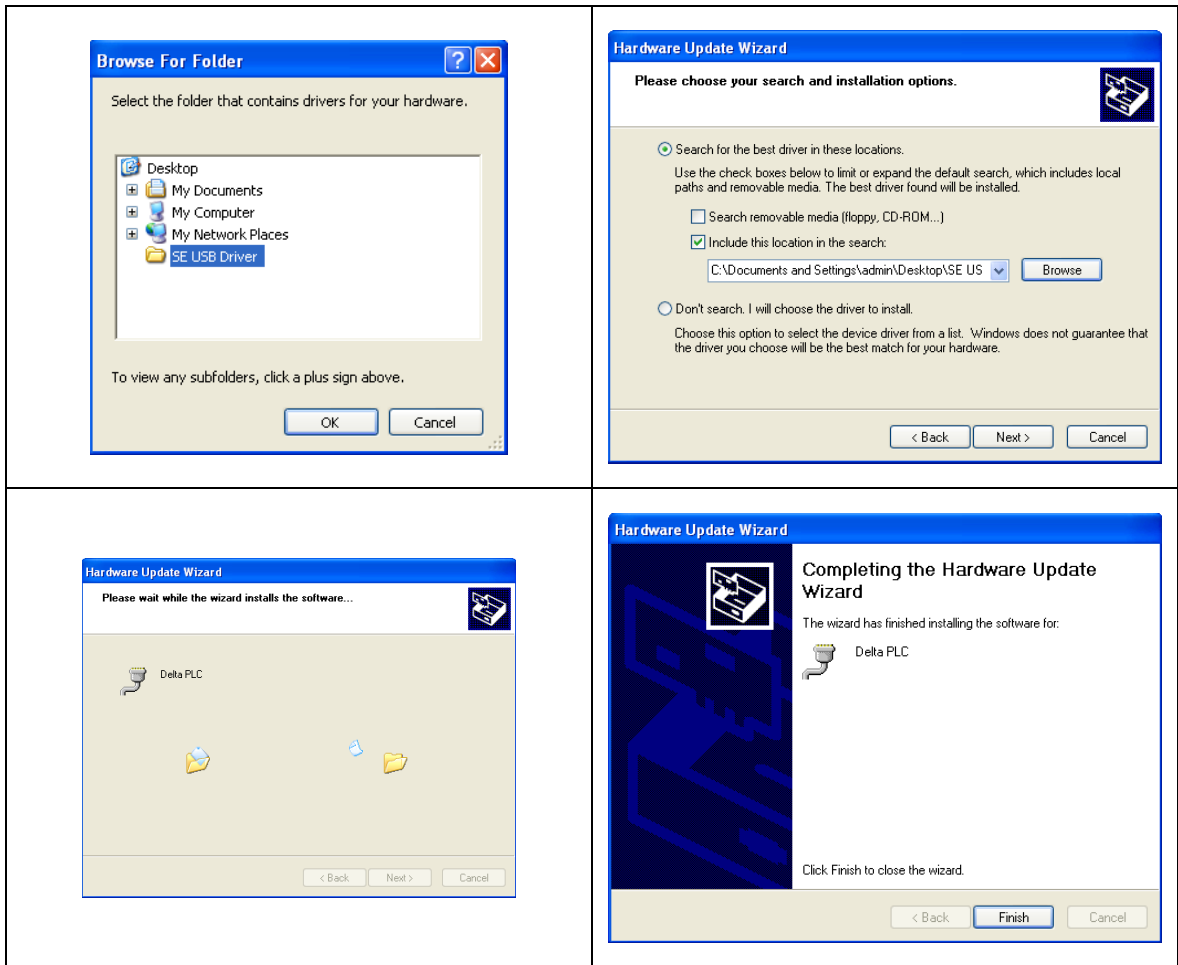 Browse For Folder
Select the folder that contains drivers for your hardware.
Desktop
My Documents
My Computer
My Network Places
SE USB Driver
To view any subfolders, click a plus sign above.
OK
Cancel
Hardware Update Wizard
Please choose your search and installation options.
Search for the best driver in these locations.
Use the check boxes below to limit or expand the default search, which includes local
paths and removable media. The best driver found will be installed.
Search removable media (floppy, CD-ROM...)
Include this location in the search:
C:\Documents and Settings\admin\Desktop\SE US
Browse
Don't search. I will choose the driver to install.
Choose this option to select the device driver from a list. Windows does not guarantee that
the driver you choose will be the best match for your hardware.
< Back
Next >
Cancel
Hardware Update Wizard
Please wait while the wizard installs the software...
Delta PLC
< Back
Next >
Cancel
Hardware Update Wizard
Completing the Hardware Update
Wizard
The wizard has finished installing the software for:
Delta PLC
Click Finish to close the wizard.
< Back
Finish
Cancel